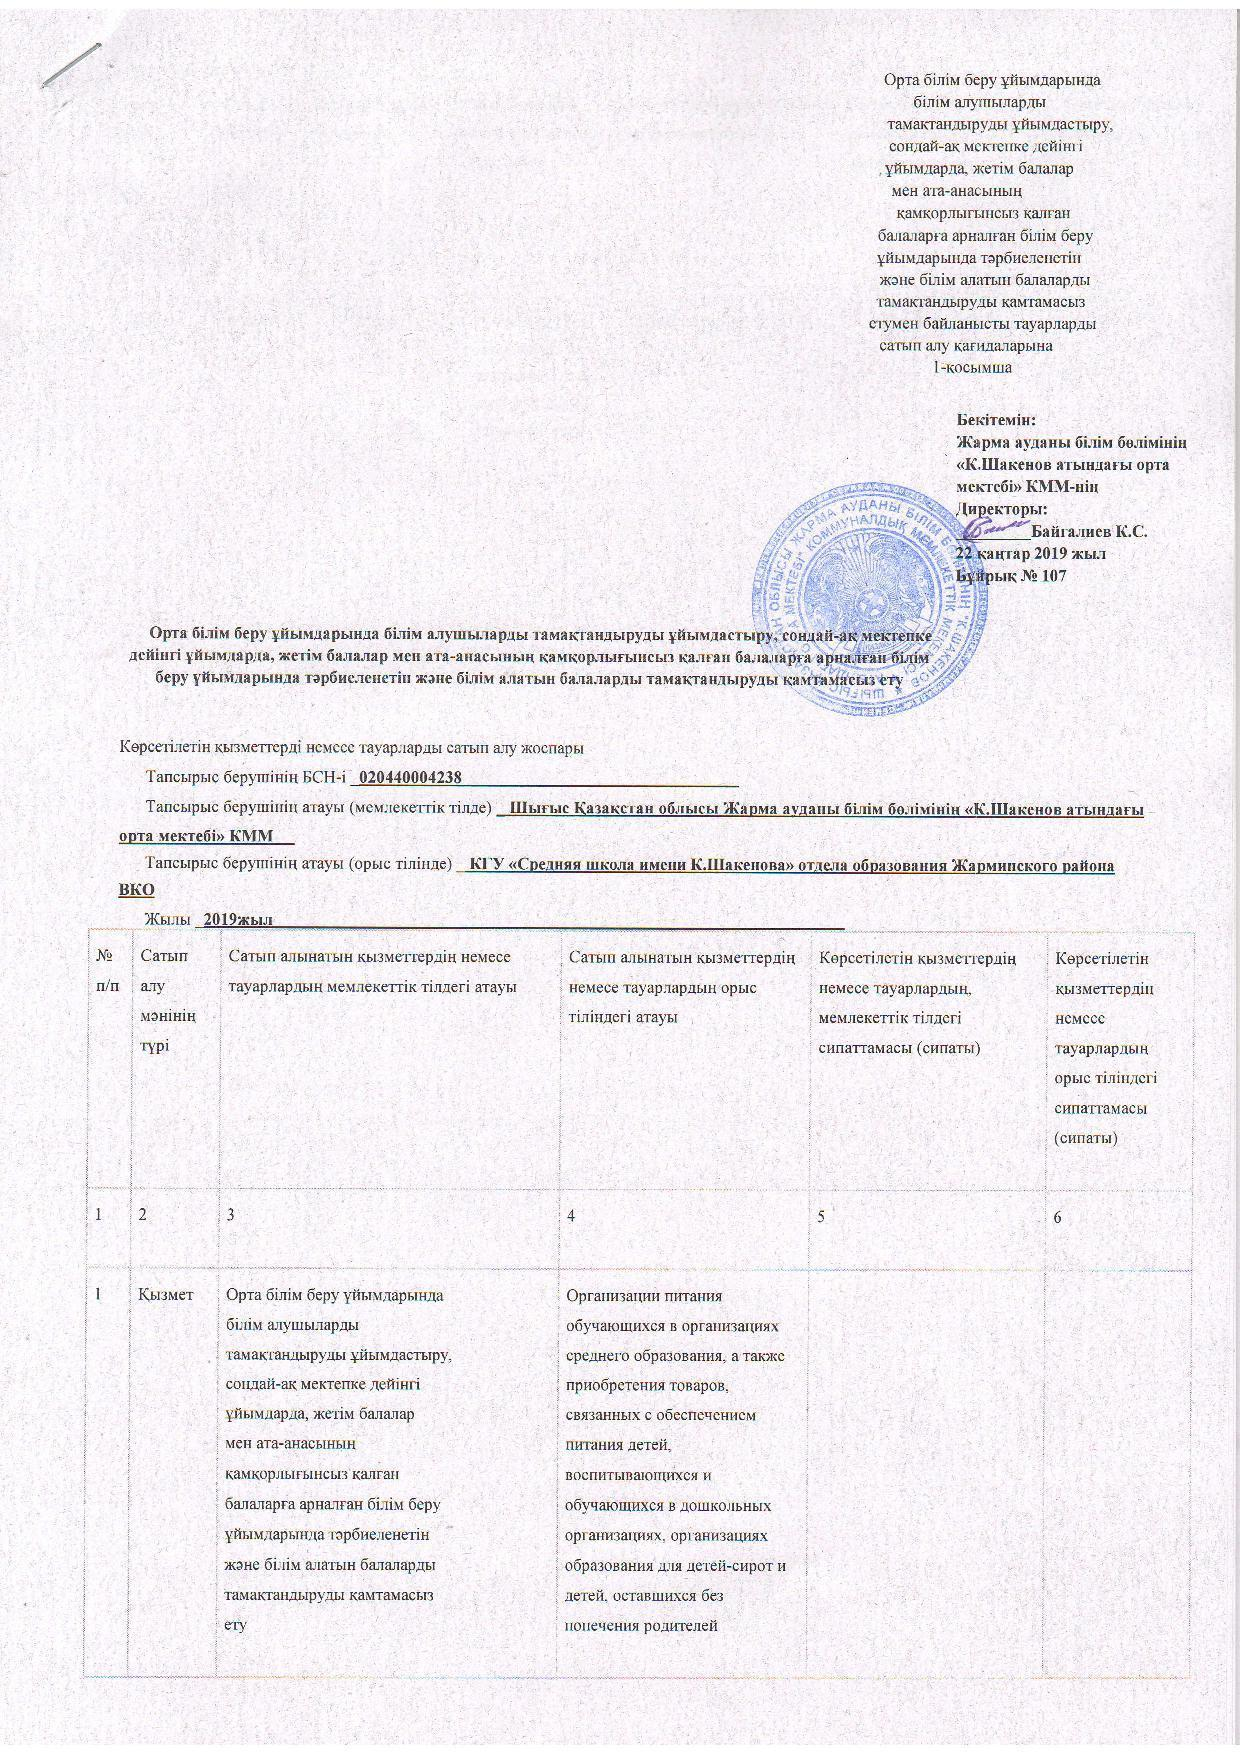 Орта білім беру ұйымдарында
білім алушыларды
тамақтандыруды ұйымдастыру,
сондай-ақ мектепке дейінгі
ұйымдарда, жетім балалар
мен ата-анасының
қамқорлығынсыз қалған
балаларға арналған білім беру
ұйымдарында тәрбиеленетін
және білім алатын балаларды
тамақтандыруды қамтамасыз
етумен байланысты тауарларды
сатып алу қағидаларына
1-қосымша
Бекітемін:
Жарма ауданы білім бөлімінің
«К.Шакенов атындағы орта
мектебі» КММ-нің
Директоры:
Байгалиев К.С.
22 қаңтар 2019 жыл
Бұйрық № 107
Орта білім беру ұйымдарында білім алушыларды тамақтандыруды ұйымдастыру, сондай-ақ мектепке
дейінгі ұйымдарда, жетім балалар мен ата-анасының қамқорлығынсыз қалған балаларға арналған білім
беру ұйымдарында тәрбиеленетін және білім алатын балаларды тамақтандыруды қамтамасыз ету
Көрсетілетін қызметтерді немесе тауарларды сатып алу жоспары
Тапсырыс берушінің БСН-і 020440004238
Тапсырыс берушінің атауы (мемлекеттік тілде) Шығыс Қазақстан облысы Жарма ауданы білім бөлімінің «К.Шакенов атындағы
орта мектебі» КММ
Тапсырыс берушінің атауы (орыс тілінде) КГУ «Средняя школа имени К.Шакенова» отдела образования Жарминского района
ВКО
Жылы 2019жыл
№ п/п
Сатып алу мәнінің түрі
Сатып алынатын қызметтердің немесе
тауарлардың мемлекеттік тілдегі атауы
Сатып алынатын қызметтердің
немесе тауарлардың орыс
тіліндегі атауы
Көрсетілетін қызметтердің
немесе тауарлардың,
мемлекеттік тілдегі
сипаттамасы (сипаты)
Көрсетілетін
қызметтердің
немесе
тауарлардың
орыс тіліндегі
сипаттамасы
(сипаты)
1 2 3 4 5 6
1 Қызмет
Орта білім беру ұйымдарында
білім алушыларды
тамақтандыруды ұйымдастыру,
сондай-ақ мектепке дейінгі
ұйымдарда, жетім балалар
мен ата-анасының
қамқорлығынсыз қалған
балаларға арналған білім беру
ұйымдарында тәрбиеленетін
және білім алатын балаларды
тамақтандыруды қамтамасыз
ету
Организации питания
обучающихся в организациях
среднего образования, а также
приобретения товаров,
связанных с обеспечением
питания детей,
воспитывающихся и
обучающихся в дошкольных
организациях, организациях
образования для детей-сирот и
детей, оставшихся без
попечения родителей